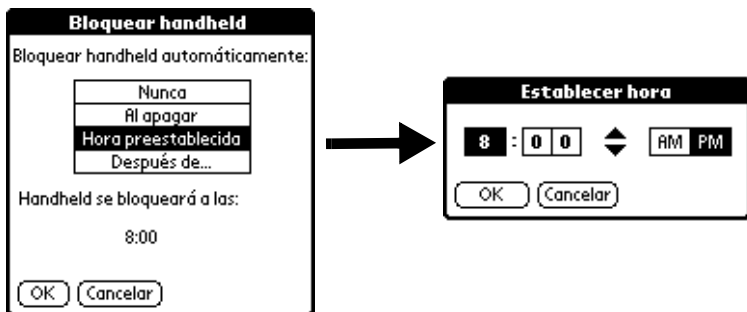 Bloquear handheld
Bloquear handheld automáticamente:
Nunca
Al apagar
Hora preestablecida
Después de...
Handheld se bloqueará a las:
8:00
OK Cancelar
Establecer hora
8 : 0 0 AM PM
OK Cancelar